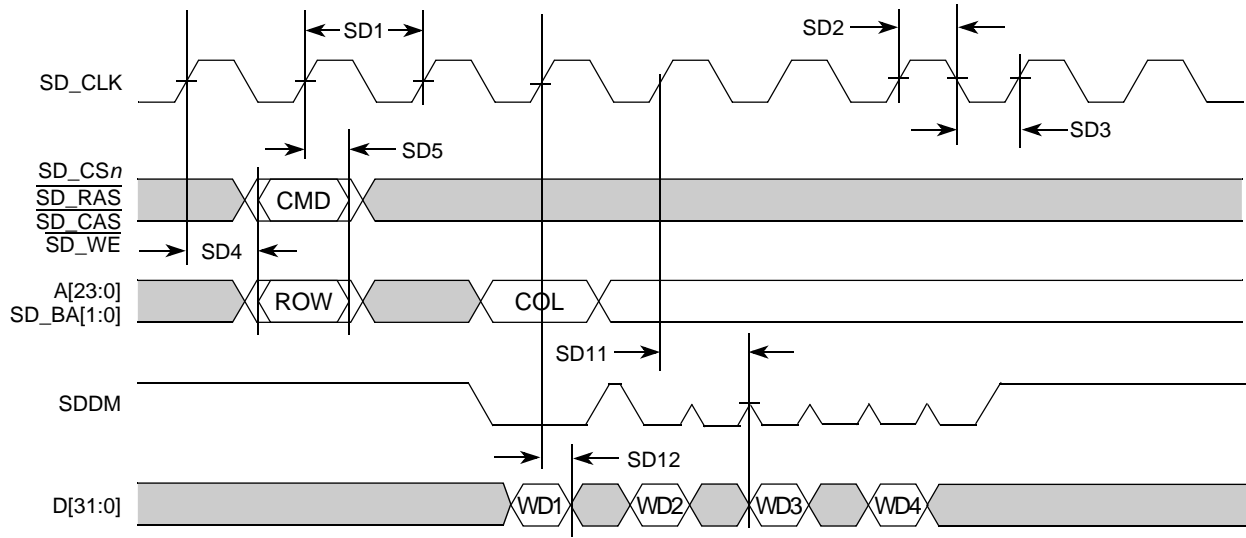 SD1
SD2
SD_CLK
SD3
SD5
SD_CSn
SD_RAS
SD_CAS
SD_WE
CMD
SD4
A[23:0]
SD_BA[1:0]
ROW
COL
SD11
SDDM
SD12
D[31:0]
WD1
WD2
WD3
WD4